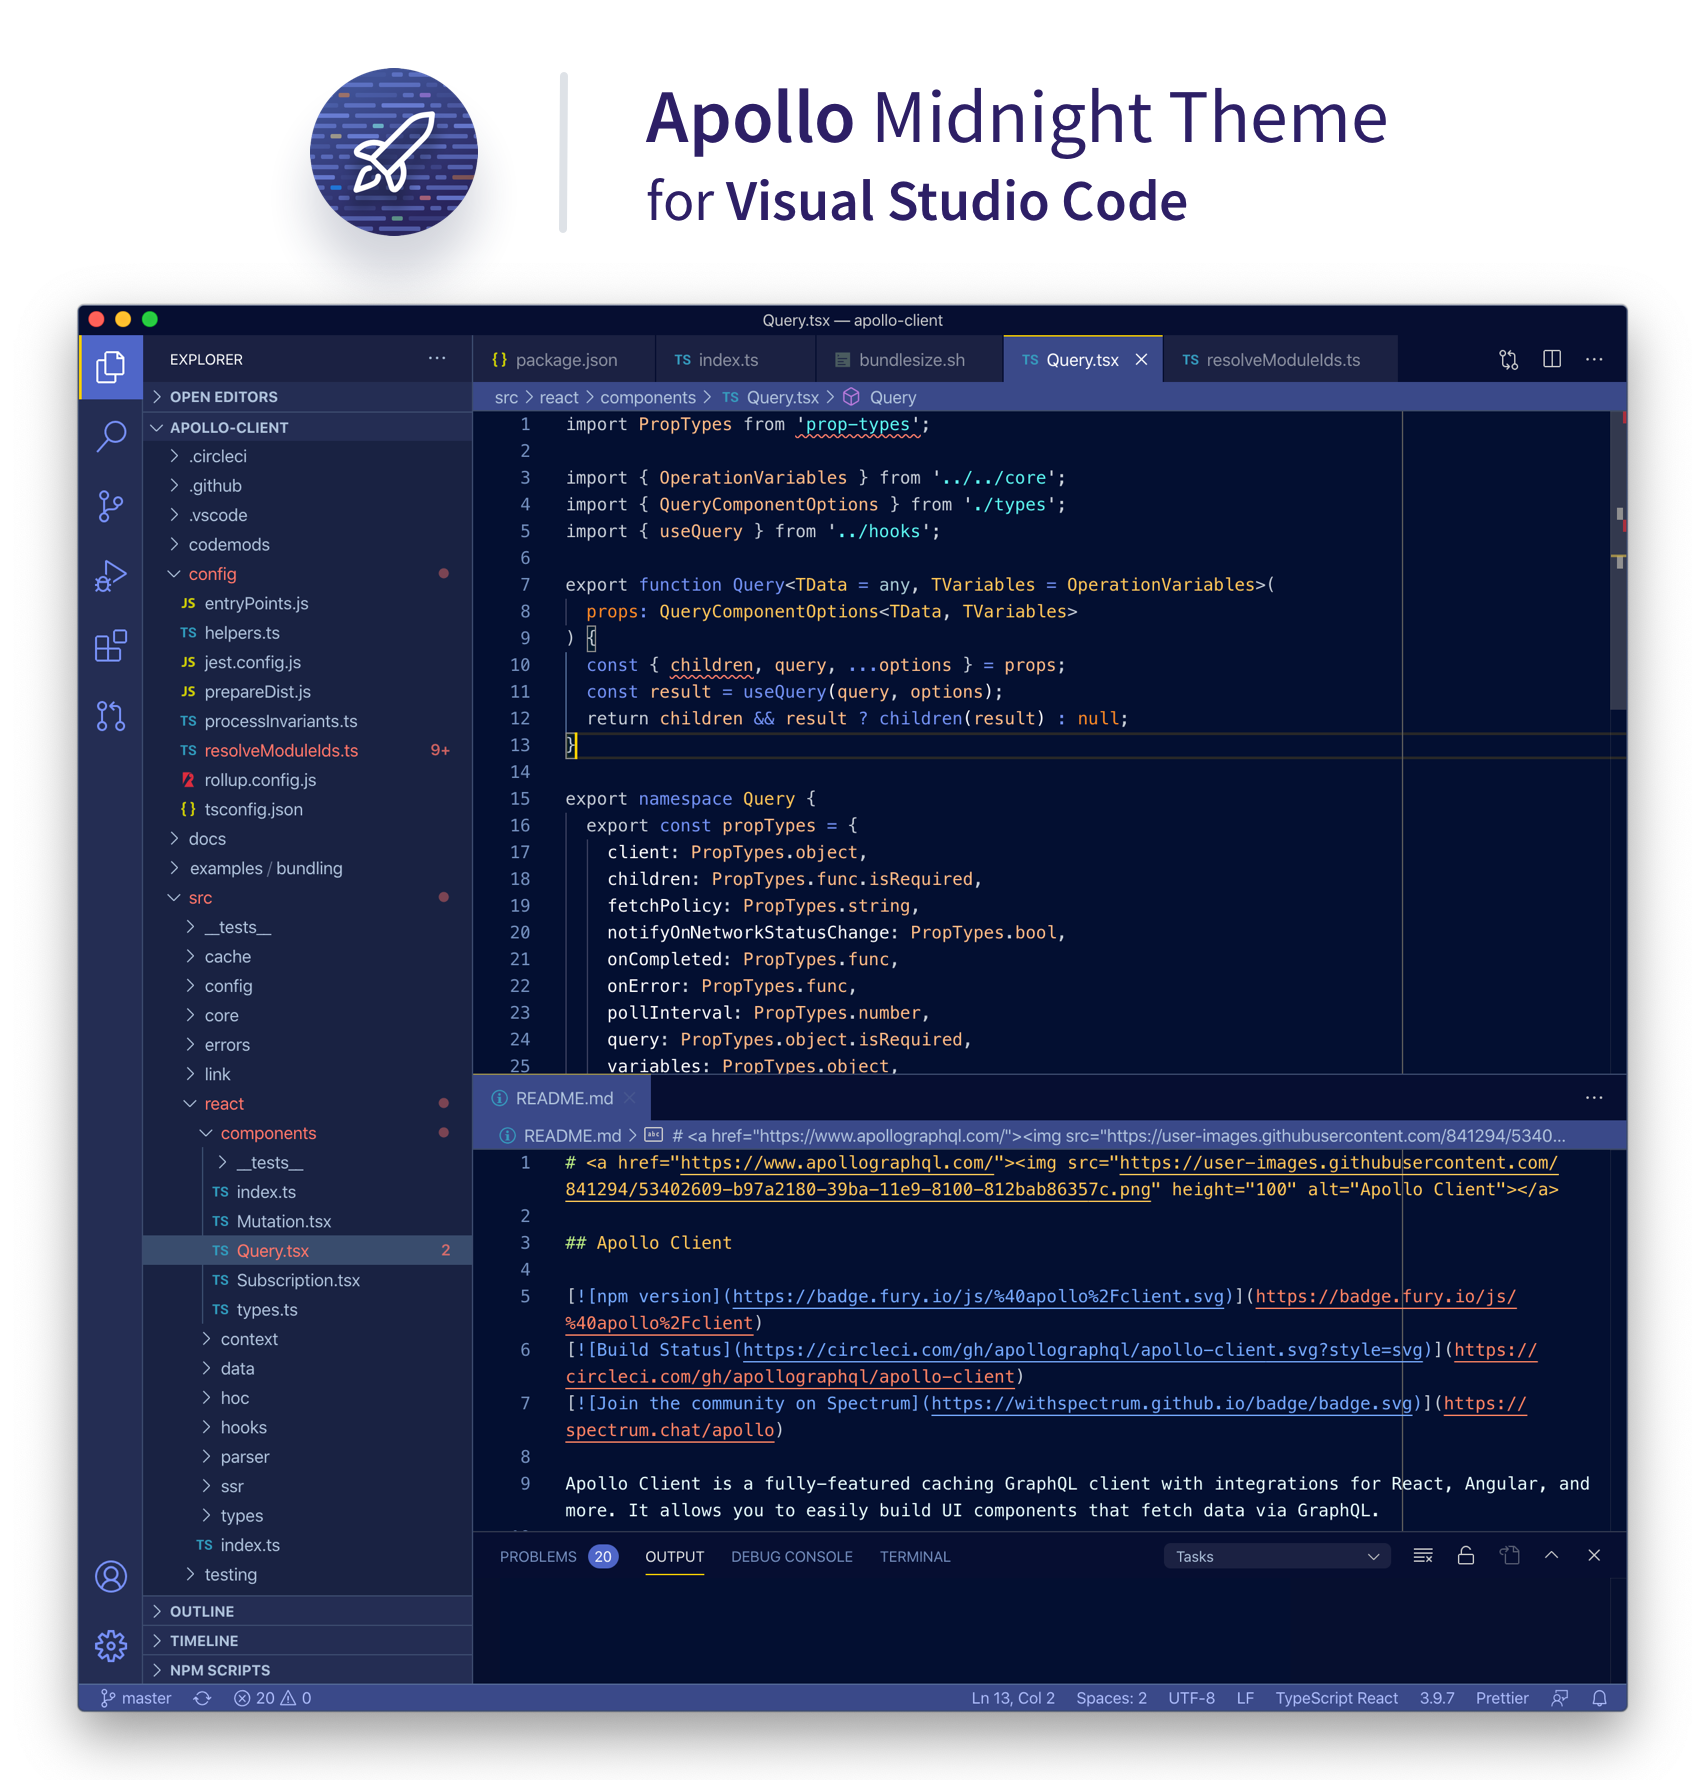 Apollo Midnight Theme
for Visual Studio Code
Query.tsx — apollo-client
EXPLORER
OPEN EDITORS
APOLLO-CLIENT
.circleci
.github
.vscode
codemods
config
JS entryPoints.js
TS helpers.ts
JS jest.config.js
JS prepareDist.js
TS processInvariants.ts
TS resolveModuleIds.ts 9+
rollup.config.js
{} tsconfig.json
docs
examples / bundling
src
__tests__
cache
config
core
errors
link
react
components
__tests__
TS index.ts
TS Mutation.tsx
TS Query.tsx 2
TS Subscription.tsx
TS types.ts
context
data
hoc
hooks
parser
ssr
types
TS index.ts
testing
OUTLINE
TIMELINE
NPM SCRIPTS
{} package.json TS index.ts bundlesize.sh TS Query.tsx TS resolveModuleIds.ts
src > react > components > TS Query.tsx > Query
1 import PropTypes from 'prop-types';
2
3 import { OperationVariables } from '../../core';
4 import { QueryComponentOptions } from './types';
5 import { useQuery } from '../hooks';
6
7 export function Query<TData = any, TVariables = OperationVariables>(
8 props: QueryComponentOptions<TData, TVariables>
9 ) {
10 const { children, query, ...options } = props;
11 const result = useQuery(query, options);
12 return children && result ? children(result) : null;
13 }
14
15 export namespace Query {
16 export const propTypes = {
17 client: PropTypes.object,
18 children: PropTypes.func.isRequired,
19 fetchPolicy: PropTypes.string,
20 notifyOnNetworkStatusChange: PropTypes.bool,
21 onCompleted: PropTypes.func,
22 onError: PropTypes.func,
23 pollInterval: PropTypes.number,
24 query: PropTypes.object.isRequired,
25 variables: PropTypes.object,
README.md
README.md > abc # <a href="https://www.apollographql.com/"><img src="https://user-images.githubusercontent.com/841294/5340...
1 # <a href="https://www.apollographql.com/"><img src="https://user-images.githubusercontent.com/
841294/53402609-b97a2180-39ba-11e9-8100-812bab86357c.png" height="100" alt="Apollo Client"></a>
2
3 ## Apollo Client
4
5 [![npm version](https://badge.fury.io/js/%40apollo%2Fclient.svg)](https://badge.fury.io/js/
%40apollo%2Fclient)
6 [![Build Status](https://circleci.com/gh/apollographql/apollo-client.svg?style=svg)](https://
circleci.com/gh/apollographql/apollo-client)
7 [![Join the community on Spectrum](https://withspectrum.github.io/badge/badge.svg)](https://
spectrum.chat/apollo)
8
9 Apollo Client is a fully-featured caching GraphQL client with integrations for React, Angular, and
more. It allows you to easily build UI components that fetch data via GraphQL.
PROBLEMS 20 OUTPUT DEBUG CONSOLE TERMINAL Tasks
master 20 0 Ln 13, Col 2 Spaces: 2 UTF-8 LF TypeScript React 3.9.7 Prettier